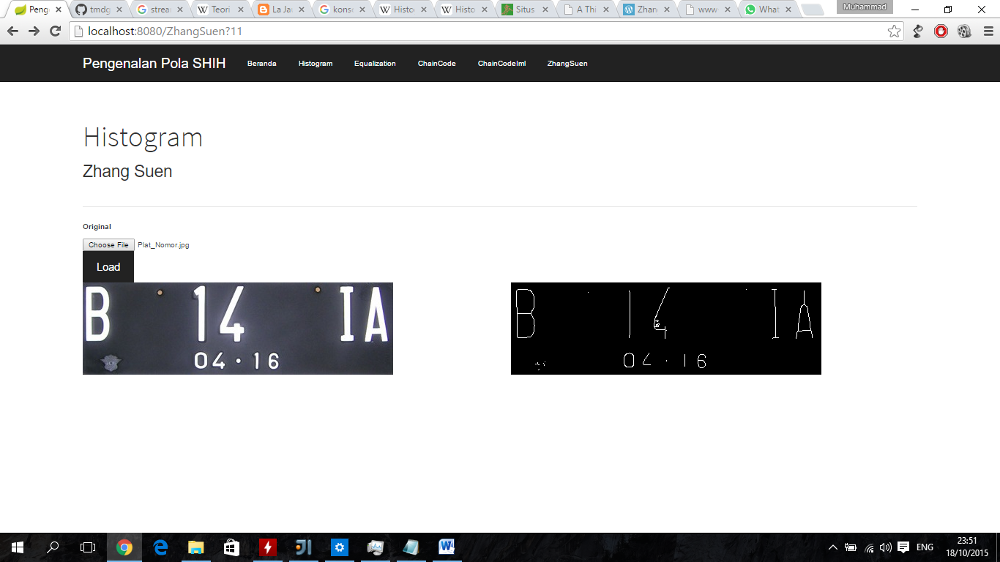 Peng
tmdg
strea
Teori
La Ja
konse
Histo
Histo
Situs
A Thi
Zhan
www
What
Muhammad
localhost:8080/ZhangSuen?11
Pengenalan Pola SHIH Beranda Histogram Equalization ChainCode ChainCodeIml ZhangSuen
Histogram
Zhang Suen
Original
Choose File Plat_Nomor.jpg
Load
B 14 IA
04 · 16
B 14 IA
04 · 16
ENG
23:51
18/10/2015